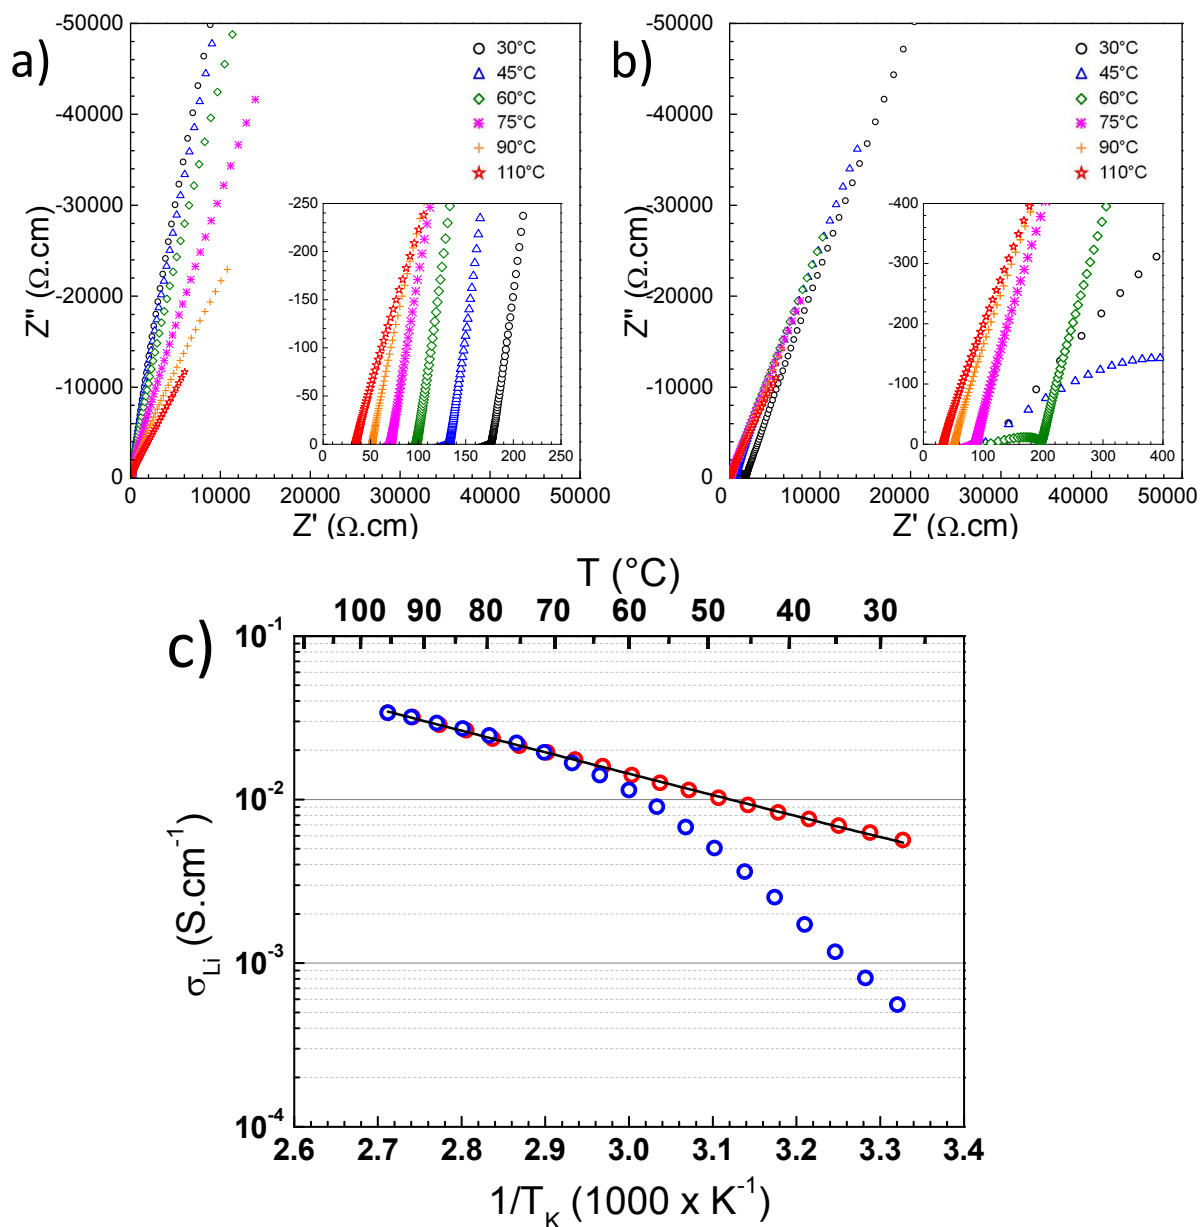 a)
-50000
-40000
-30000
-20000
-10000
0
Z" (Ω.cm)
30°C
45°C
60°C
75°C
90°C
110°C
-250
-200
-150
-100
-50
0
50
100
150
200
250
0
10000
20000
30000
40000
50000
Z' (Ω.cm)
b)
-50000
-40000
-30000
-20000
-10000
0
Z" (Ω.cm)
30°C
45°C
60°C
75°C
90°C
110°C
-400
-300
-200
-100
0
0
100
200
300
400
0
10000
20000
30000
40000
50000
Z' (Ω.cm)
T (°C)
100 90 80 70 60 50 40 30
c)
10⁻¹
10⁻²
10⁻³
10⁻⁴
σLi (S.cm⁻¹)
2.6 2.7 2.8 2.9 3.0 3.1 3.2 3.3 3.4
1/TK (1000 x K⁻¹)